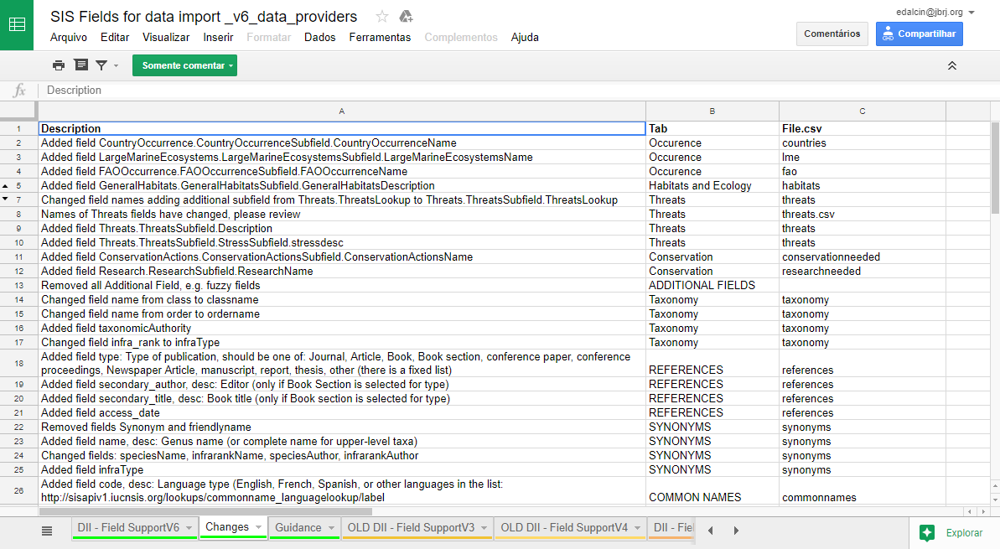 SIS Fields for data import _v6_data_providers
edalcin@jbrj.org
Arquivo Editar Visualizar Inserir Formatar Dados Ferramentas Complementos Ajuda
Comentários Compartilhar
Somente comentar
fx Description
A B C
1 Description Tab File.csv
2 Added field CountryOccurrence.CountryOccurrenceSubfield.CountryOccurrenceName Occurence countries
3 Added field LargeMarineEcosystems.LargeMarineEcosystemsSubfield.LargeMarineEcosystemsName Occurence lme
4 Added field FAOOccurrence.FAOOccurrenceSubfield.FAOOccurrenceName Occurence fao
5 Added field GeneralHabitats.GeneralHabitatsSubfield.GeneralHabitatsDescription Habitats and Ecology habitats
7 Changed field names adding additional subfield from Threats.ThreatsLookup to Threats.ThreatsSubfield.ThreatsLookup Threats threats
8 Names of Threats fields have changed, please review Threats threats.csv
9 Added field Threats.ThreatsSubfield.Description Threats threats
10 Added field Threats.ThreatsSubfield.StressSubfield.stressdesc Threats threats
11 Added field ConservationActions.ConservationActionsSubfield.ConservationActionsName Conservation conservationneeded
12 Added field Research.ResearchSubfield.ResearchName Conservation researchneeded
13 Removed all Additional Field, e.g. fuzzy fields ADDITIONAL FIELDS
14 Changed field name from class to classname Taxonomy taxonomy
15 Changed field name from order to ordername Taxonomy taxonomy
16 Added field taxonomicAuthority Taxonomy taxonomy
17 Changed field infra_rank to infraType Taxonomy taxonomy
Added field type: Type of publication, should be one of: Journal, Article, Book, Book section, conference paper, conference
18 proceedings, Newspaper Article, manuscript, report, thesis, other (there is a fixed list) REFERENCES references
19 Added field secondary_author, desc: Editor (only if Book Section is selected for type) REFERENCES references
20 Added field secondary_title, desc: Book title (only if Book section is selected for type) REFERENCES references
21 Added field access_date REFERENCES references
22 Removed fields Synonym and friendlyname SYNONYMS synonyms
23 Added field name, desc: Genus name (or complete name for upper-level taxa) SYNONYMS synonyms
24 Changed fields: speciesName, infrarankName, speciesAuthor, infrarankAuthor SYNONYMS synonyms
25 Added field infraType SYNONYMS synonyms
Added field code, desc: Language type (English, French, Spanish, or other languages in the list:
26 http://sisapiv1.iucnsis.org/lookups/commonname_languagelookup/label COMMON NAMES commonnames
DII - Field SupportV6 Changes Guidance OLD DII - Field SupportV3 OLD DII - Field SupportV4 DII - Fie Explorar